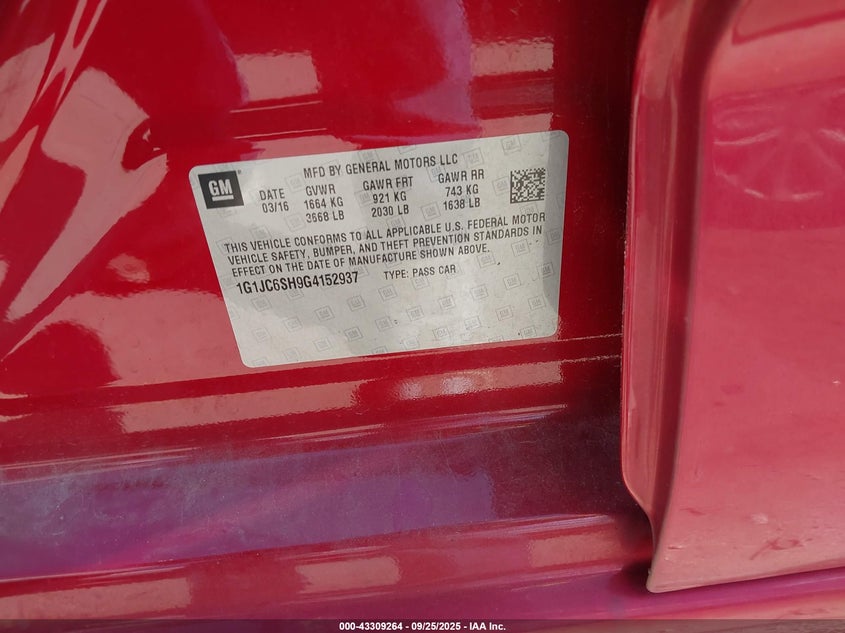 GM
MFD BY GENERAL MOTORS LLC
DATE GVWR GAWR FRT GAWR RR
03/16 1664 KG 921 KG 743 KG
3668 LB 2030 LB 1638 LB
THIS VEHICLE CONFORMS TO ALL APPLICABLE U.S. FEDERAL MOTOR
VEHICLE SAFETY, BUMPER, AND THEFT PREVENTION STANDARDS IN
EFFECT ON THE DATE OF MANUFACTURE SHOWN ABOVE.
1G1JC6SH9G4152937 TYPE: PASS CAR
000-43309264 - 09/25/2025 - IAA Inc.